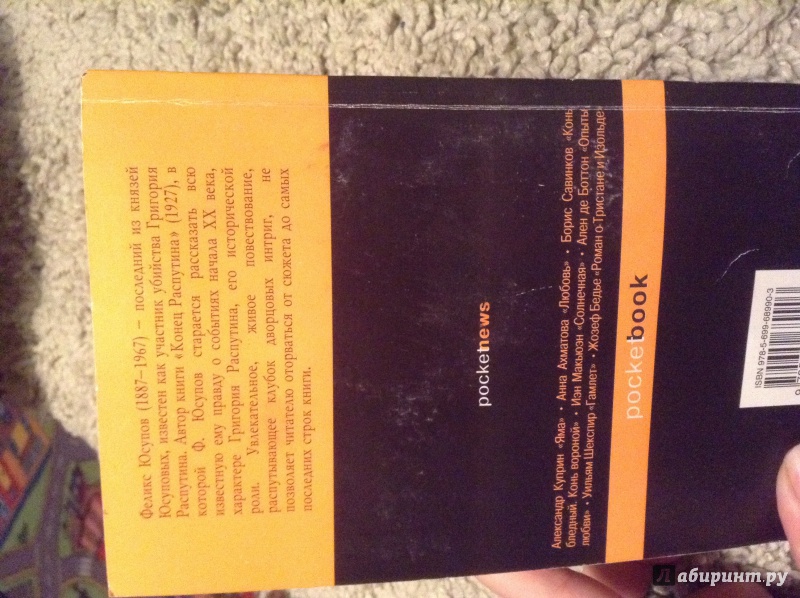 Феликс Юсупов (1887–1967) – последний из князей
Юсуповых, известен как участник убийства Григория
Распутина. Автор книги «Конец Распутина» (1927), в
которой Ф. Юсупов старается рассказать всю
известную ему правду о событиях начала XX века,
характере Григория Распутина, его исторической
роли. Увлекательное, живое повествование,
распутывающее клубок дворцовых интриг, не
позволяет читателю оторваться от сюжета до самых
последних строк книги.
pocketnews
Александр Куприн «Яма» • Анна Ахматова «Любовь» • Борис Савинков «Конь
бледный. Конь вороной» • Иэн Макьюэн «Солнечная» • Ален де Боттон «Опыты
любви» • Уильям Шекспир «Гамлет» • Жозеф Бедье «Роман о Тристане и Изольде»
pocketbook
ISBN 978-5-699-68990-3
Лабиринт.ру